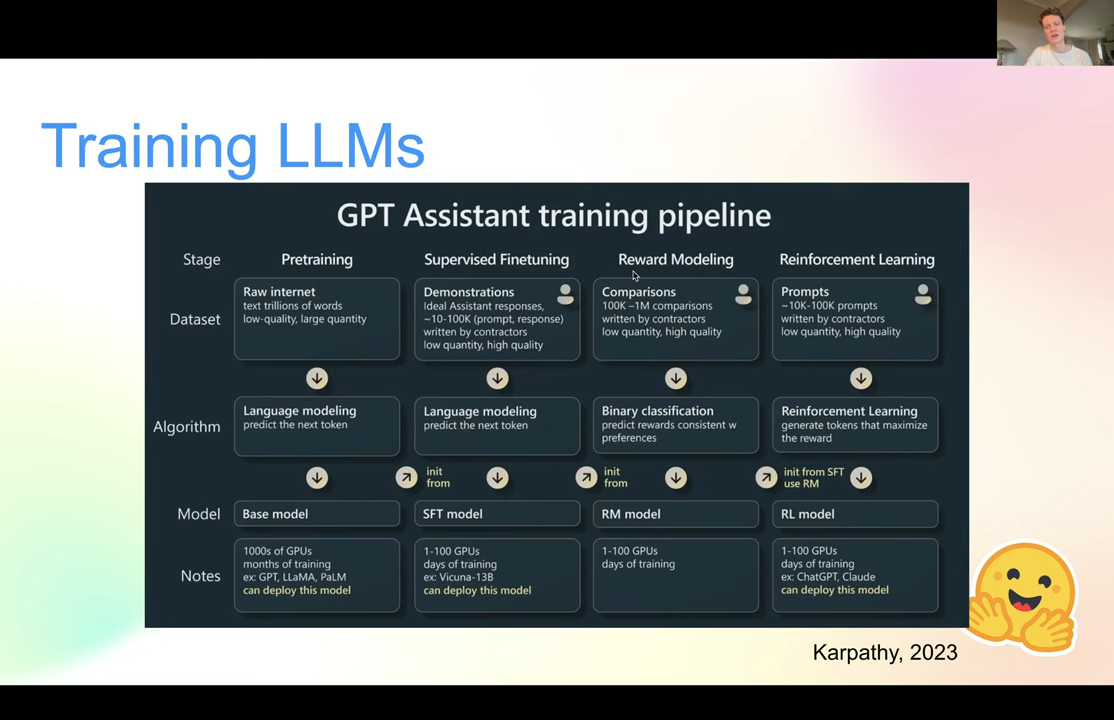 Training LLMs
GPT Assistant training pipeline
Stage
Pretraining
Supervised Finetuning
Reward Modeling
Reinforcement Learning
Dataset
Raw internet
text trillions of words
low-quality, large quantity
Demonstrations
Ideal Assistant responses,
~10-100K (prompt, response)
written by contractors
low quantity, high quality
Comparisons
100K –1M comparisons
written by contractors
low quantity, high quality
Prompts
~10K-100K prompts
written by contractors
low quantity, high quality
Algorithm
Language modeling
predict the next token
Language modeling
predict the next token
Binary classification
predict rewards consistent w
preferences
Reinforcement Learning
generate tokens that maximize
the reward
init
from
init
from
init from SFT
use RM
Model
Base model
SFT model
RM model
RL model
Notes
1000s of GPUs
months of training
ex: GPT, LLaMA, PaLM
can deploy this model
1-100 GPUs
days of training
ex: Vicuna-13B
can deploy this model
1-100 GPUs
days of training
1-100 GPUs
days of training
ex: ChatGPT, Claude
can deploy this model
Karpathy, 2023